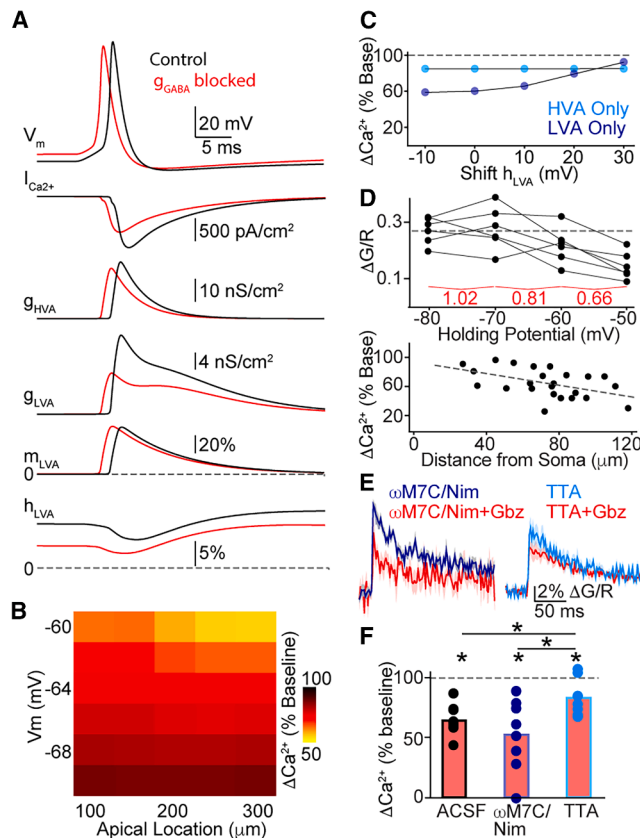 A
Control
gGABA blocked
20 mV
5 ms
Vm
ICa2+
500 pA/cm²
gHVA
10 nS/cm²
gLVA
4 nS/cm²
mLVA
20%
0
hLVA
5%
0
B
Vm (mV)
-60
-64
-68
100 200 300
Apical Location (μm)
100
50
ΔCa²⁺ (% Baseline)
C
ΔCa²⁺ (% Base)
100
60
20
HVA Only
LVA Only
-10 0 10 20 30
Shift hLVA (mV)
D
ΔG/R
0.3
0.1
1.02 0.81 0.66
-80 -70 -60 -50
Holding Potential (mV)
ΔCa²⁺ (% Base)
100
60
20
40 80 120
Distance from Soma (μm)
E
ωM7C/Nim
ωM7C/Nim+Gbz
TTA
TTA+Gbz
2% ΔG/R
50 ms
F
* * * * *
ΔCa²⁺ (% baseline)
100
50
0
ACSF ωM7C/Nim TTA